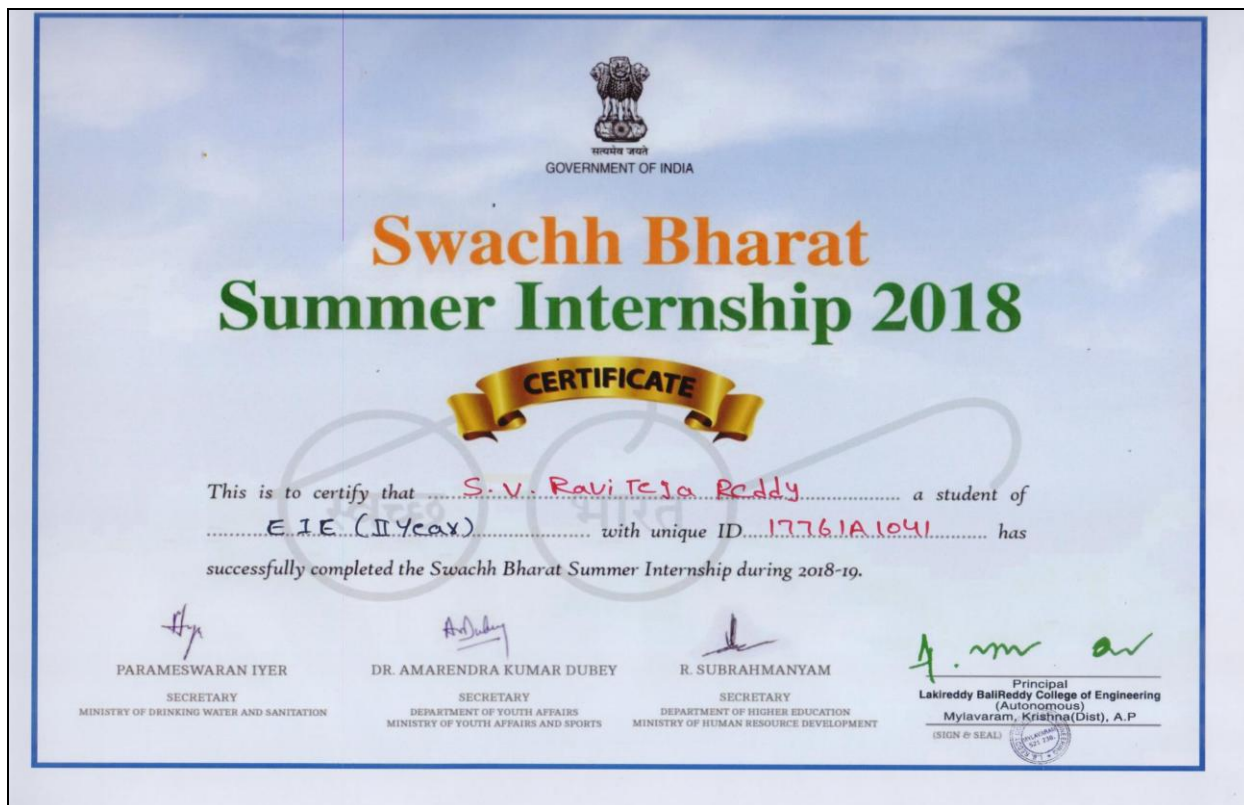 सत्यमेव जयते
GOVERNMENT OF INDIA
Swachh Bharat
Summer Internship 2018
CERTIFICATE
स्वच्छ भारत
This is to certify that S. V. Ravi Teja Reddy a student of
EIE (II Year) with unique ID 17761A1041 has
successfully completed the Swachh Bharat Summer Internship during 2018-19.
PARAMESWARAN IYER
SECRETARY
MINISTRY OF DRINKING WATER AND SANITATION
DR. AMARENDRA KUMAR DUBEY
SECRETARY
DEPARTMENT OF YOUTH AFFAIRS
MINISTRY OF YOUTH AFFAIRS AND SPORTS
R. SUBRAHMANYAM
SECRETARY
DEPARTMENT OF HIGHER EDUCATION
MINISTRY OF HUMAN RESOURCE DEVELOPMENT
Principal
Lakireddy BaliReddy College of Engineering
(Autonomous)
Mylavaram, Krishna(Dist), A.P
(SIGN & SEAL)